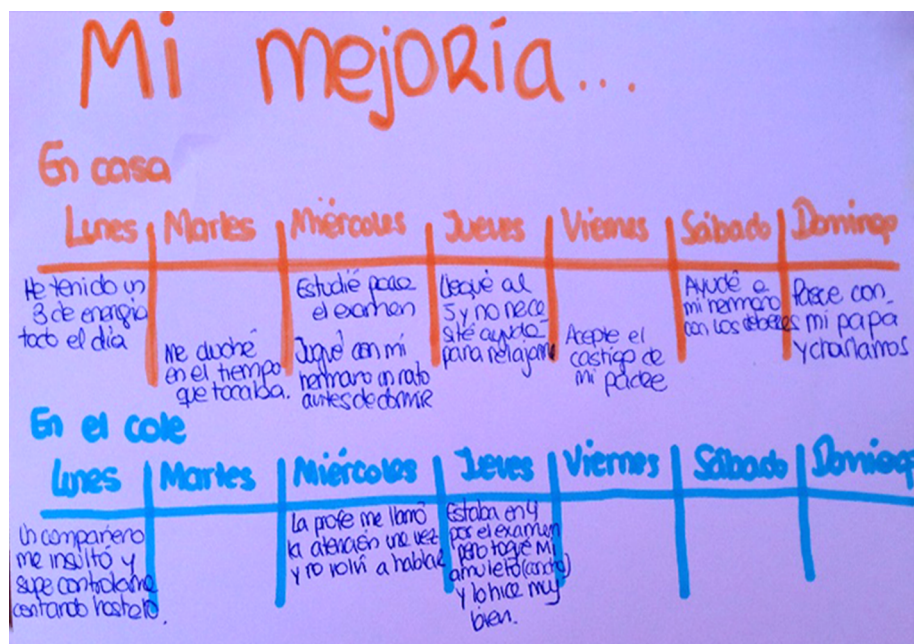 Mi mejoría...
En casa
Lunes Martes Miércoles Jueves Viernes Sábado Domingo
He tenido un
3 de energia
todo el día
Me duché
en el tiempo
que tocaba.
Estudié para
el examen
Jugué con mi
hermano un rato
antes de dormir
Llegué al
5 y no nece
sité ayuda
para relajarme
Acepte el
castigo de
mi padre
Ayudé a
mi hermano
con los deberes
Pasee con
mi papa
y charlamos
En el cole
Lunes Martes Miércoles Jueves Viernes Sábado Domingo
Un compañero
me insultó y
supe controlarme
contando hasta 10.
La profe me llamó
la atención una vez
y no volví a hablar
Estaba en 4
por el examen
pero toqué mi
amuleto
y lo hice muy
bien.